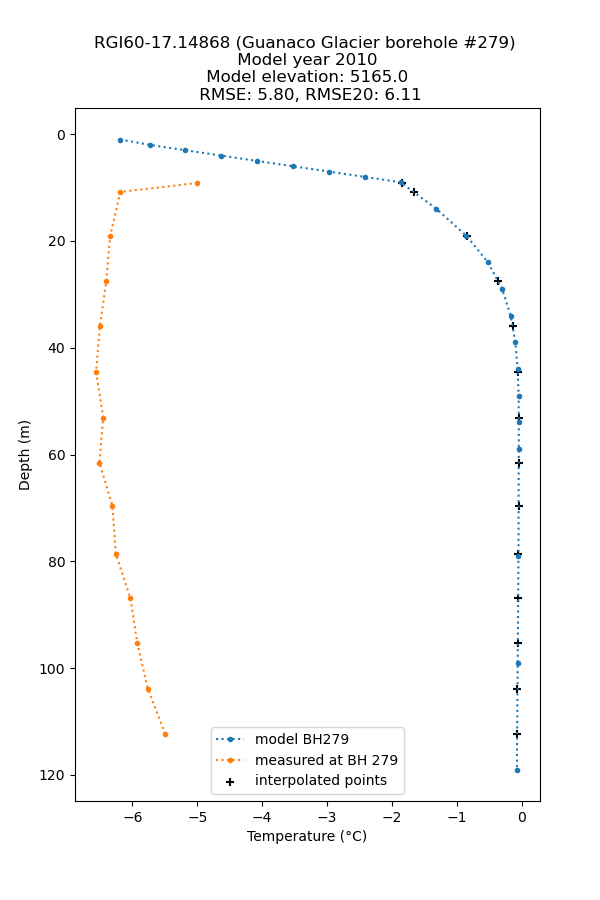 RGI60-17.14868 (Guanaco Glacier borehole #279)
Model year 2010
Model elevation: 5165.0
RMSE: 5.80, RMSE20: 6.11
0
20
40
60
80
100
120
Depth (m)
model BH279
measured at BH 279
interpolated points
−6
−5
−4
−3
−2
−1
0
Temperature (°C)